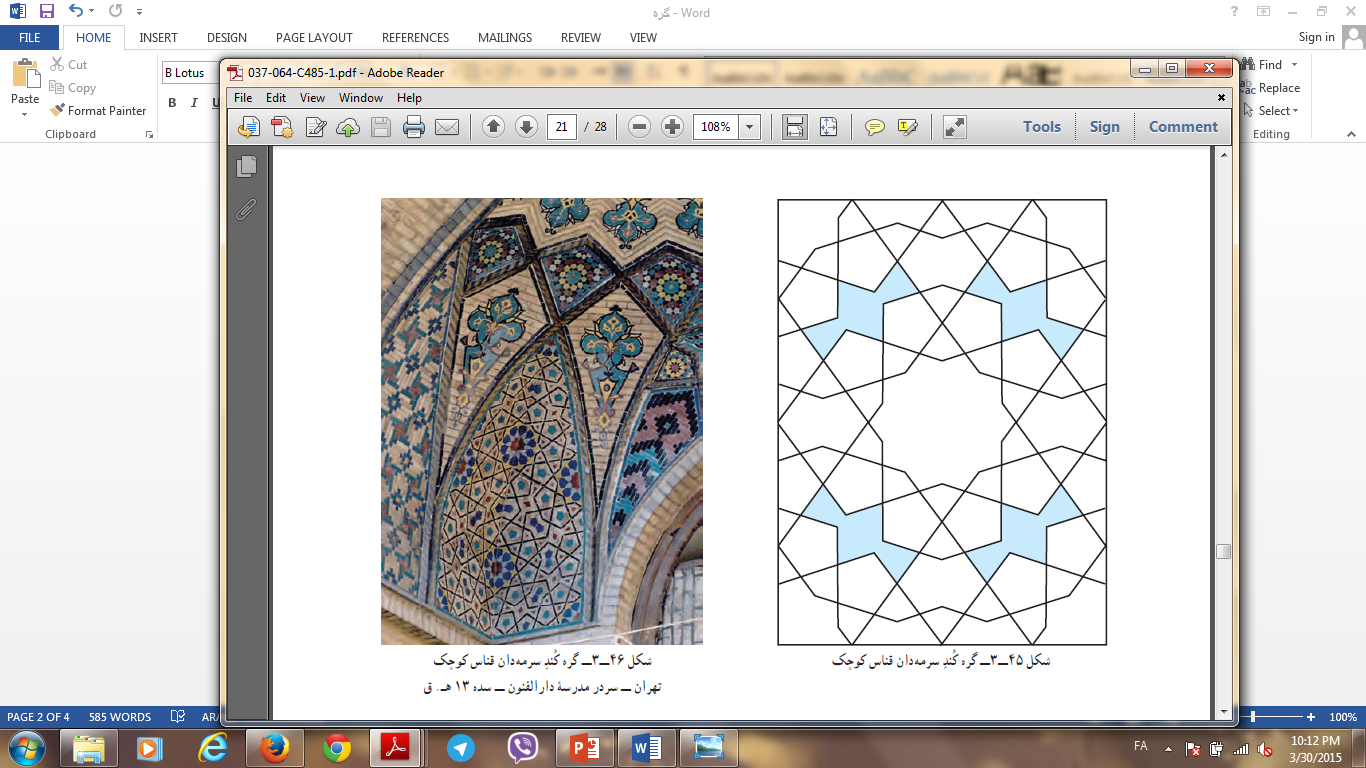 گره - Word
FILE HOME INSERT DESIGN PAGE LAYOUT REFERENCES MAILINGS REVIEW VIEW Sign in
Cut
Copy
Format Painter
Paste
Clipboard
B Lotus
B I U
Find
Replace
Select
Editing
037-064-C485-1.pdf - Adobe Reader
File Edit View Window Help
21 / 28 108% Tools Sign Comment
شکل ۴۵ــ۳ــ گره کُندِ سرمه‌دان قناس کوچک
شکل ۴۶ــ۳ــ گره کُندِ سرمه‌دان قناس کوچک
تهران ــ سردر مدرسهٔ دارالفنون ــ سده ۱۳ هـ. ق
PAGE 2 OF 4 589 WORDS 100%
FA
10:12 PM
3/30/2015